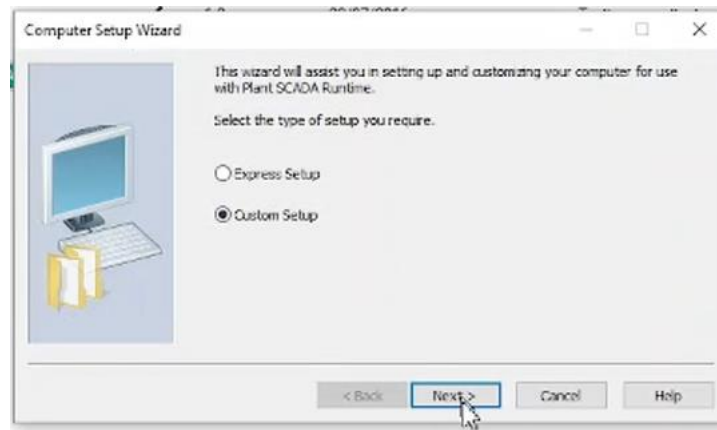 Computer Setup Wizard
This wizard will assist you in setting up and customizing your computer for use
with Plant SCADA Runtime.
Select the type of setup you require.
Express Setup
Custom Setup
< Back Next > Cancel Help